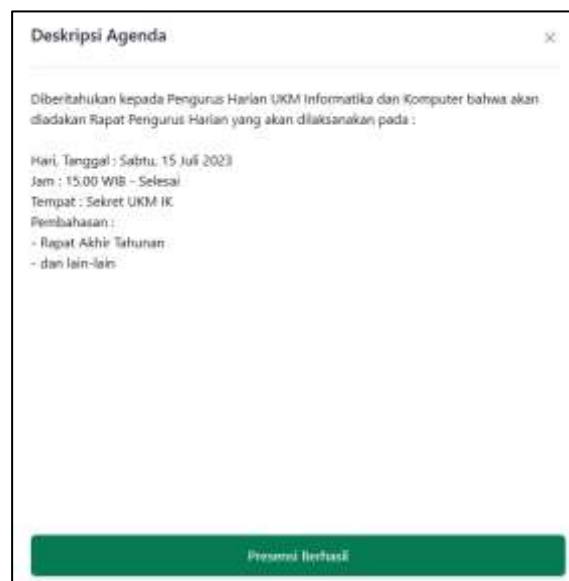 Deskripsi Agenda
Diberitahukan kepada Pengurus Harian UKM Informatika dan Komputer bahwa akan
diadakan Rapat Pengurus Harian yang akan dilaksanakan pada :
Hari, Tanggal : Sabtu, 15 Juli 2023
Jam : 15.00 WIB - Selesai
Tempat : Sekret UKM IK
Pembahasan :
- Rapat Akhir Tahunan
- dan lain-lain
Presensi Berhasil